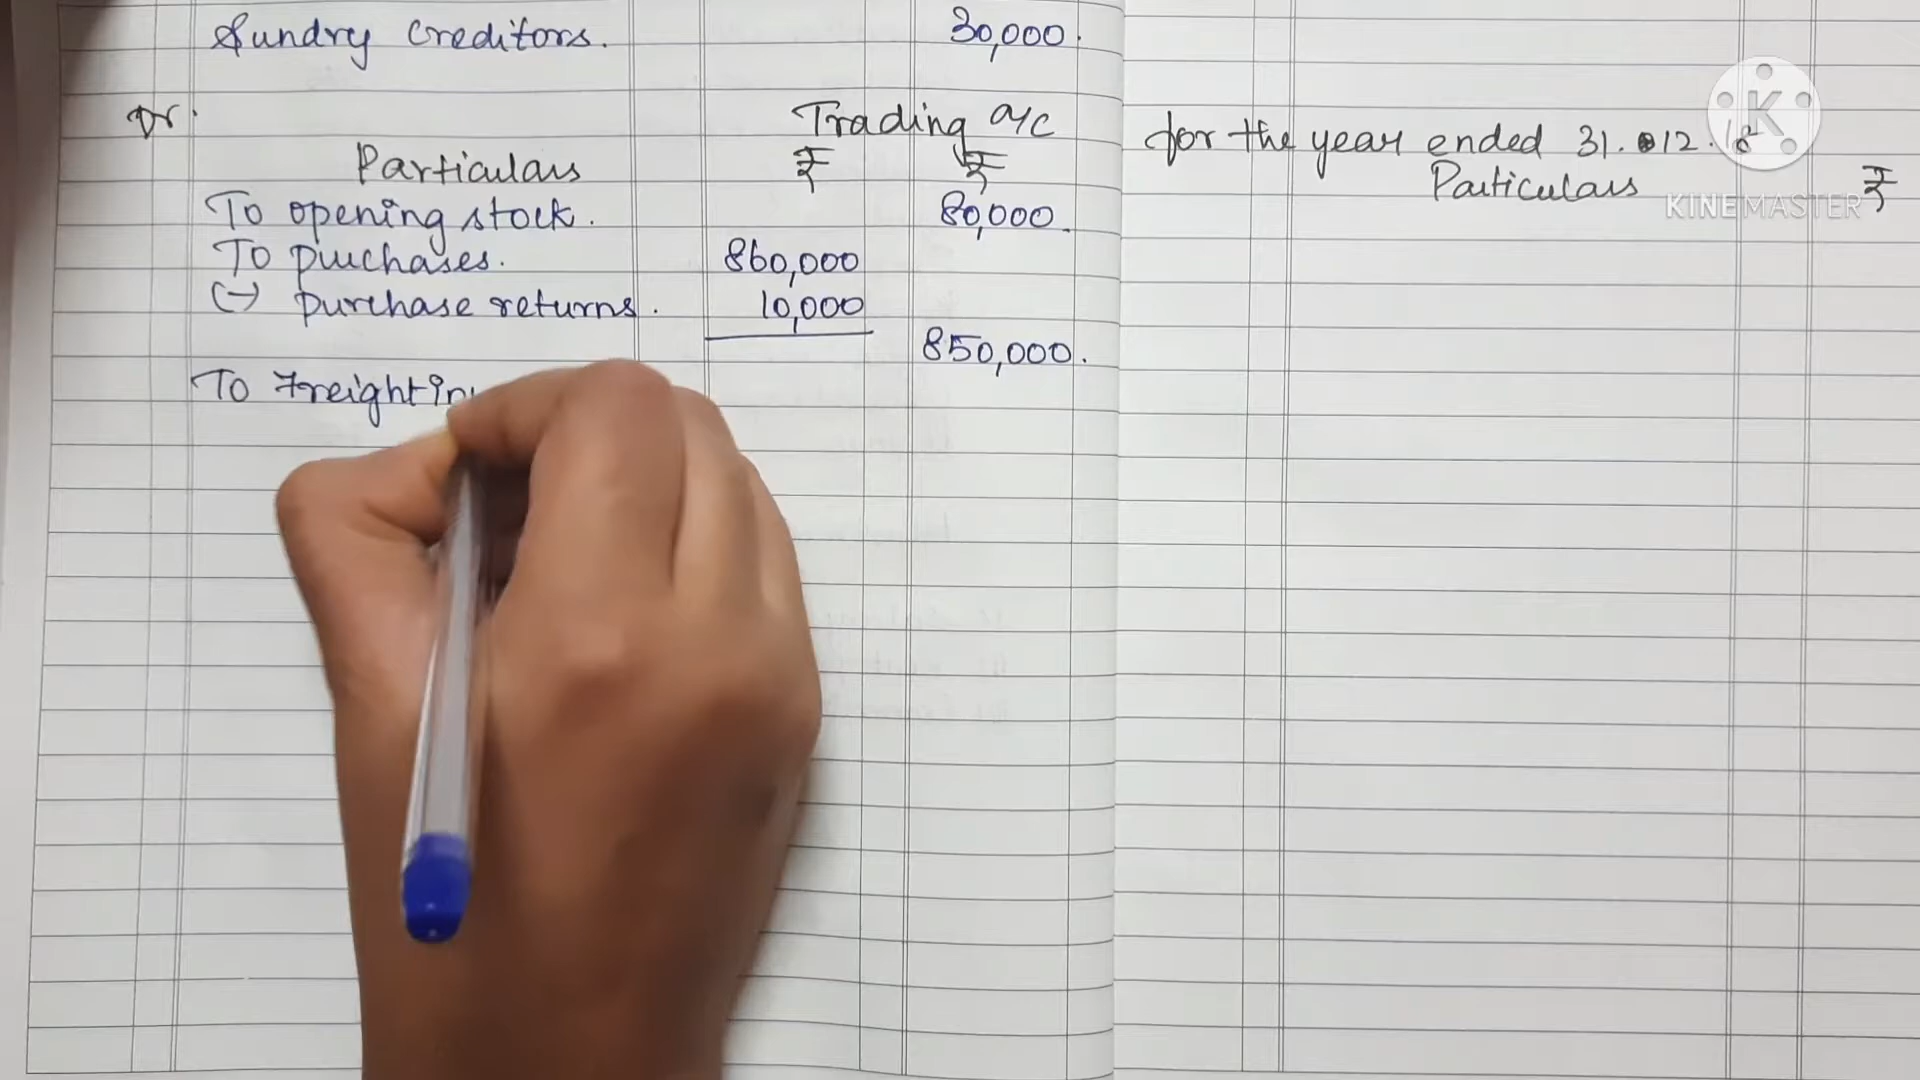 Sundry Creditors. 30,000.
Dr. Trading a/c for the year ended 31.12.18
Particulars ₹ ₹ Particulars ₹
To opening stock. 80,000.
To purchases. 860,000
(-) purchase returns. 10,000
850,000.
To Freight in
K
KINEMASTER